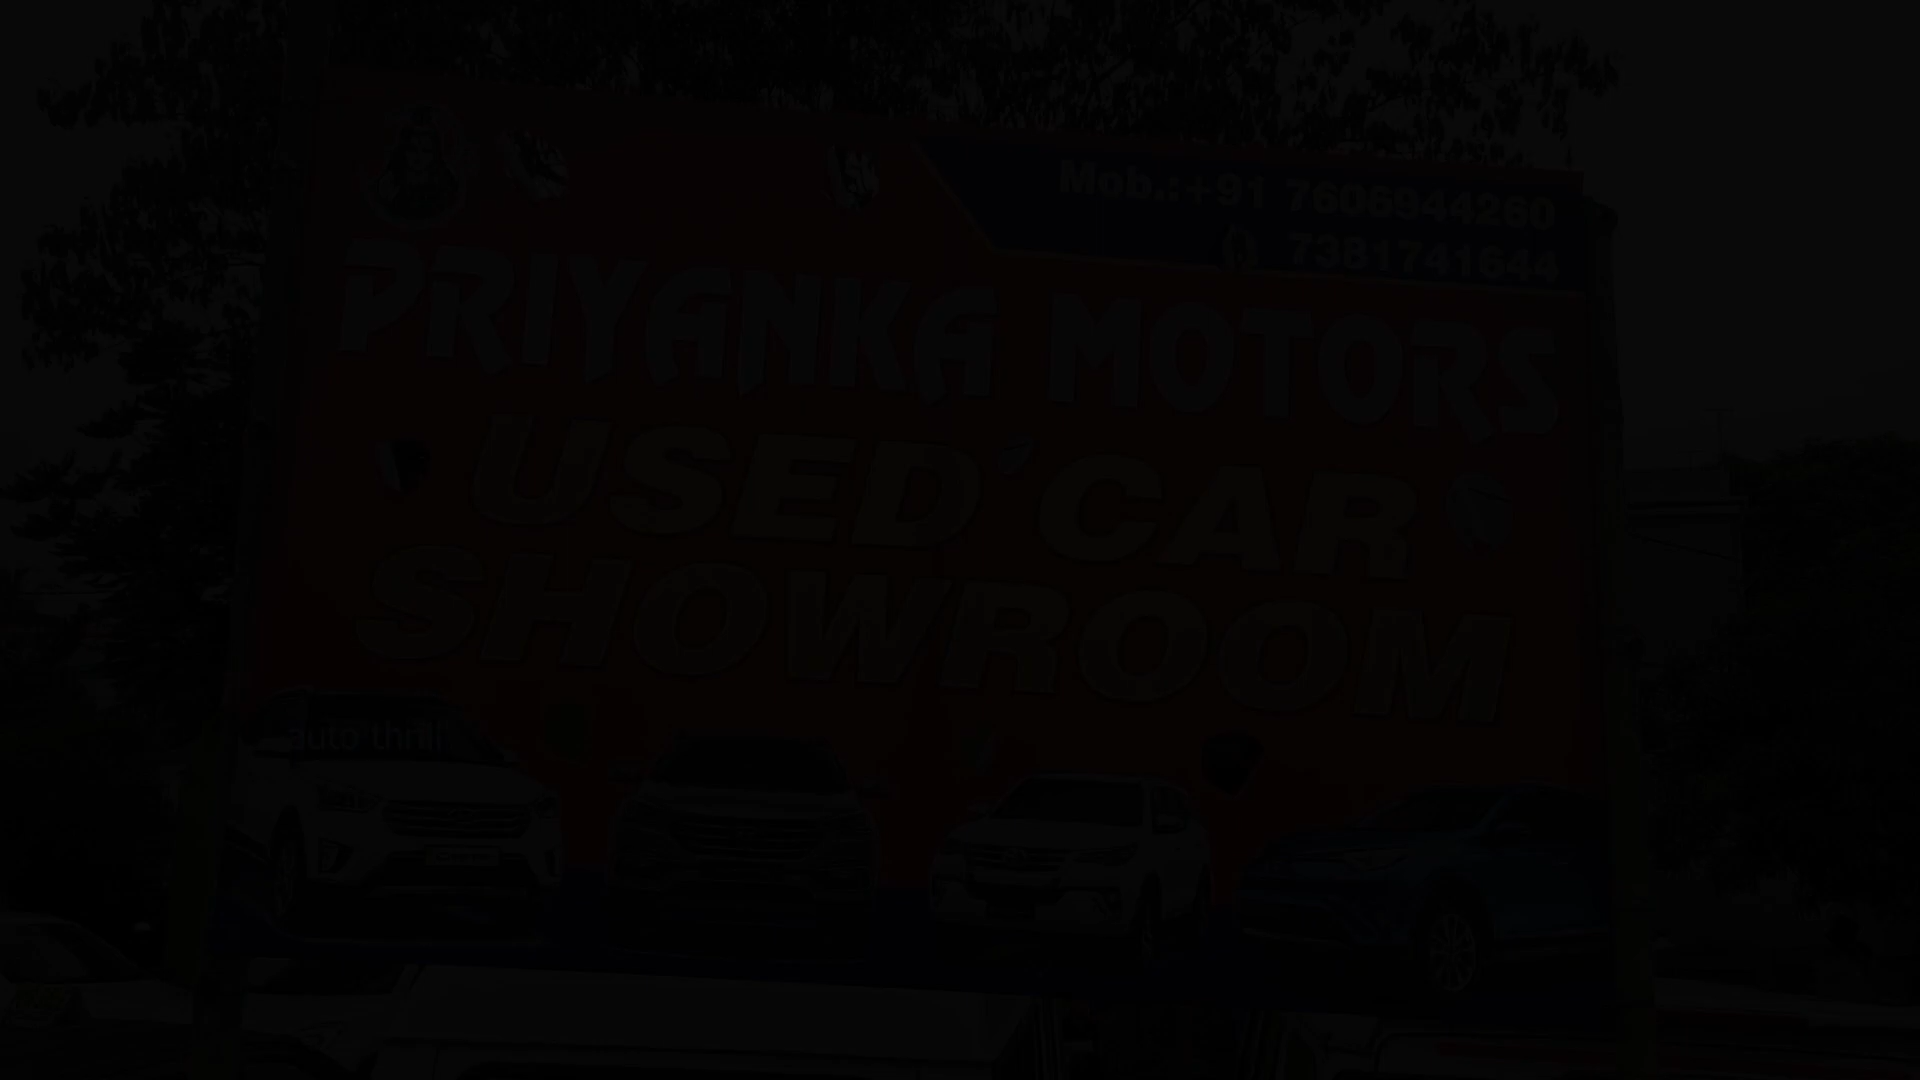 Mob.:+91 7606944260
7381741644
PRIYANKA MOTORS
USED CAR
SHOWROOM
auto thrill